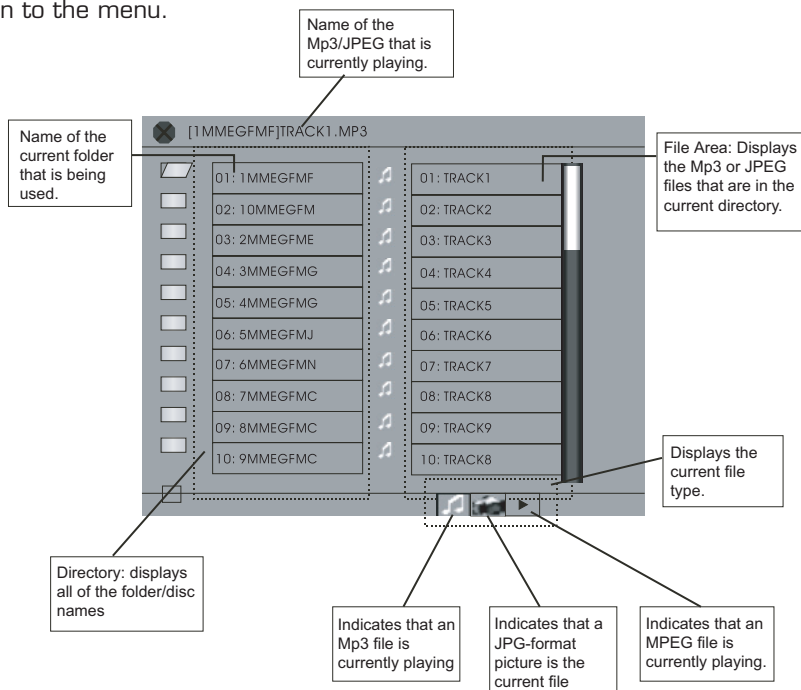 n to the menu.
Name of the
Mp3/JPEG that is
currently playing.
Name of the
current folder
that is being
used.
[1MMEGFMF]TRACK1.MP3
File Area: Displays
the Mp3 or JPEG
files that are in the
current directory.
01: 1MMEGFMF
02: 10MMEGFM
03: 2MMEGFME
04: 3MMEGFMG
05: 4MMEGFMG
06: 5MMEGFMJ
07: 6MMEGFMN
08: 7MMEGFMC
09: 8MMEGFMC
10: 9MMEGFMC
01: TRACK1
02: TRACK2
03: TRACK3
04: TRACK4
05: TRACK5
06: TRACK6
07: TRACK7
08: TRACK8
09: TRACK9
10: TRACK8
Displays the
current file
type.
Directory: displays
all of the folder/disc
names
Indicates that an
Mp3 file is
currently playing
Indicates that a
JPG-format
picture is the
current file
Indicates that an
MPEG file is
currently playing.